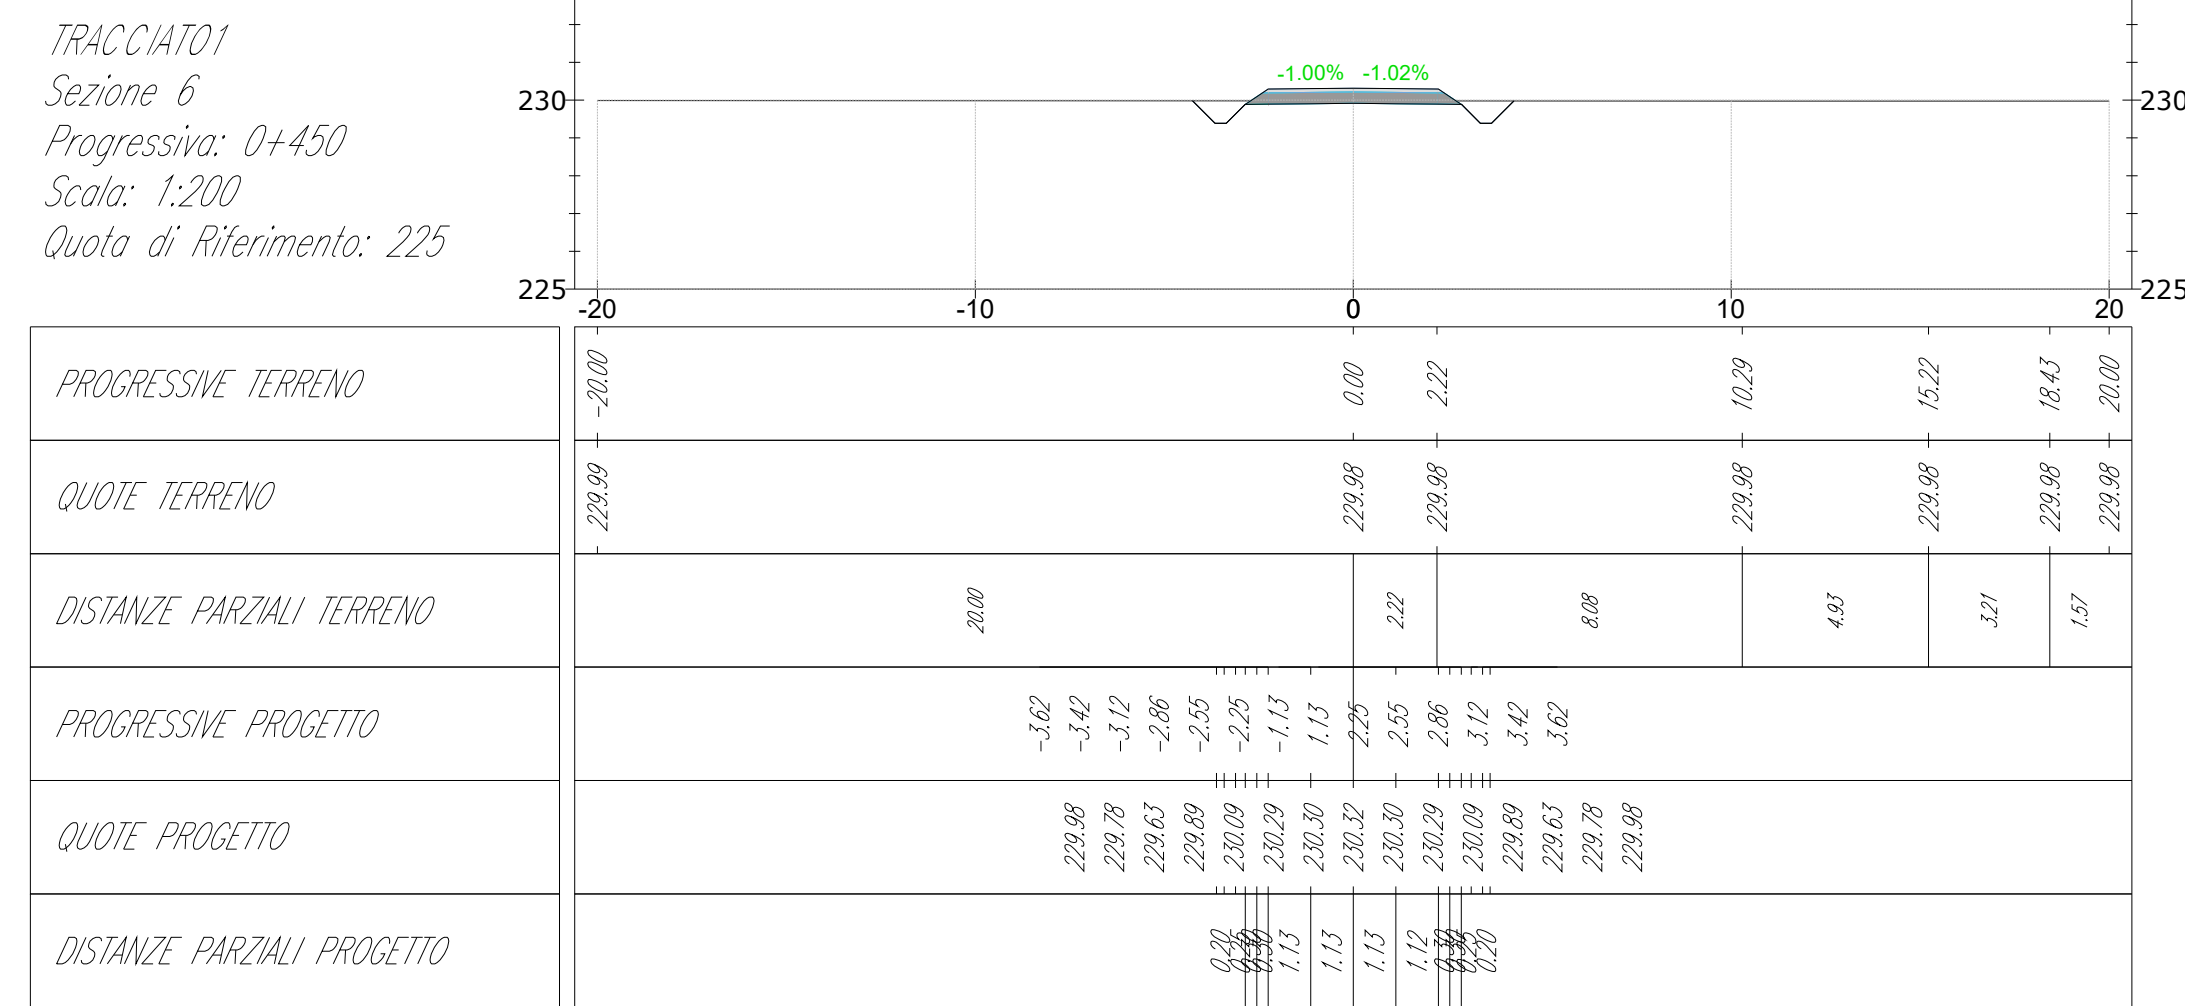 TRACCIATO1
Sezione 6
Progressiva: 0+450
Scala: 1:200
Quota di Riferimento: 225
-1.00% -1.02%
230 230
225 225
-20 -10 0 10 20
PROGRESSIVE TERRENO -20.00 0.00 2.22 10.29 15.22 18.43 20.00
QUOTE TERRENO 229.99 229.98 229.98 229.98 229.98 229.98 229.98
DISTANZE PARZIALI TERRENO 20.00 2.22 8.08 4.93 3.21 1.57
PROGRESSIVE PROGETTO -3.62 -3.42 -3.12 -2.86 -2.55 -2.25 -1.13 1.13 2.25 2.55 2.86 3.12 3.42 3.62
QUOTE PROGETTO 229.98 229.78 229.63 229.89 230.09 230.29 230.30 230.32 230.30 230.29 230.09 229.89 229.63 229.78 229.98
DISTANZE PARZIALI PROGETTO 0.20 0.30 1.13 1.13 1.13 1.12 0.30 0.25 0.20